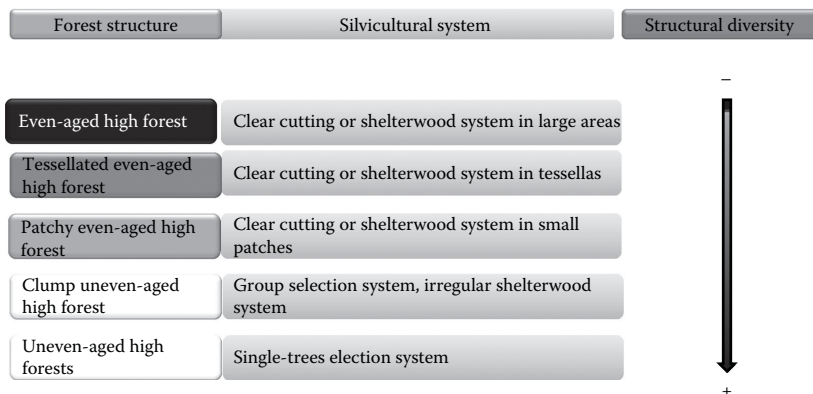 Forest structure
Silvicultural system
Structural diversity
–
Even-aged high forest
Clear cutting or shelterwood system in large areas
Tessellated even-aged
high forest
Clear cutting or shelterwood system in tessellas
Patchy even-aged high
forest
Clear cutting or shelterwood system in small
patches
Clump uneven-aged
high forest
Group selection system, irregular shelterwood
system
Uneven-aged high
forests
Single-trees election system
+